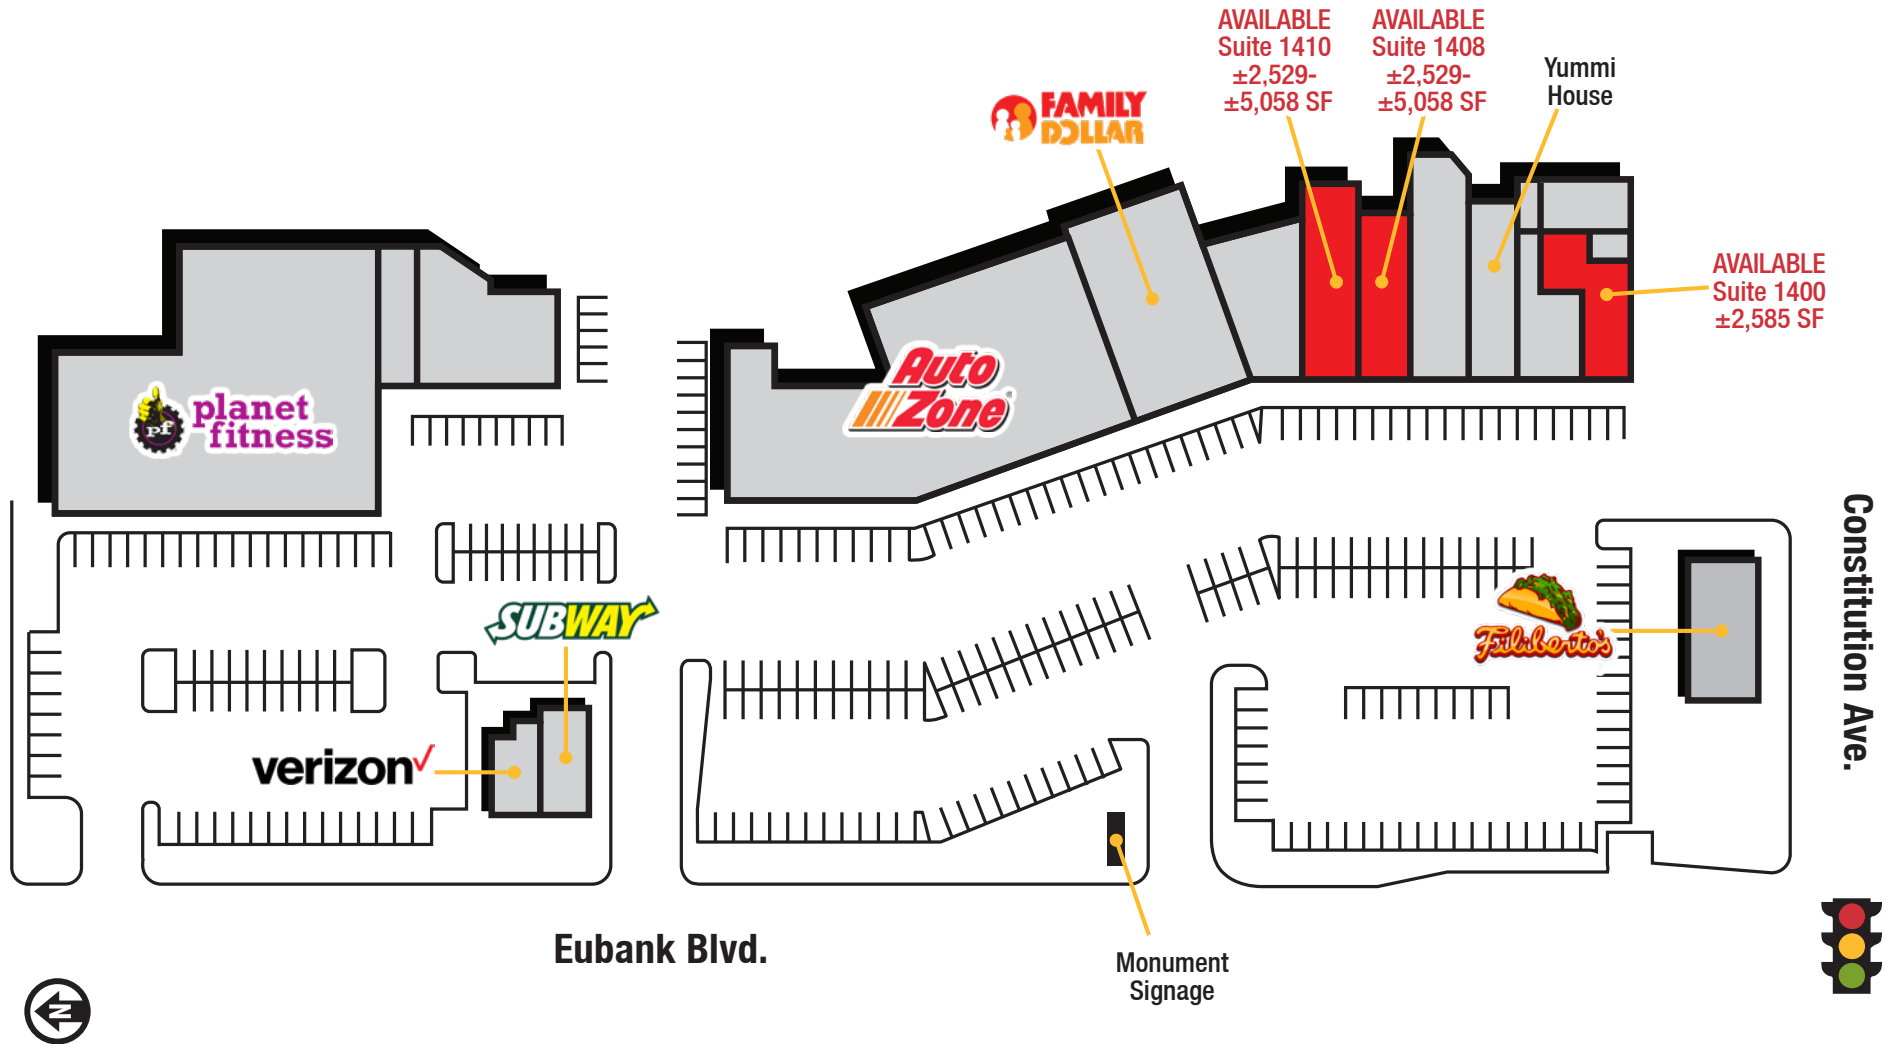 AVAILABLE
Suite 1410
±2,529-
±5,058 SF
AVAILABLE
Suite 1408
±2,529-
±5,058 SF
Yummi
House
FAMILY
DOLLAR
AVAILABLE
Suite 1400
±2,585 SF
Auto
Zone
pf
planet
fitness
SUBWAY
Filiberto's
verizon
Constitution Ave.
Eubank Blvd.
Monument
Signage
N